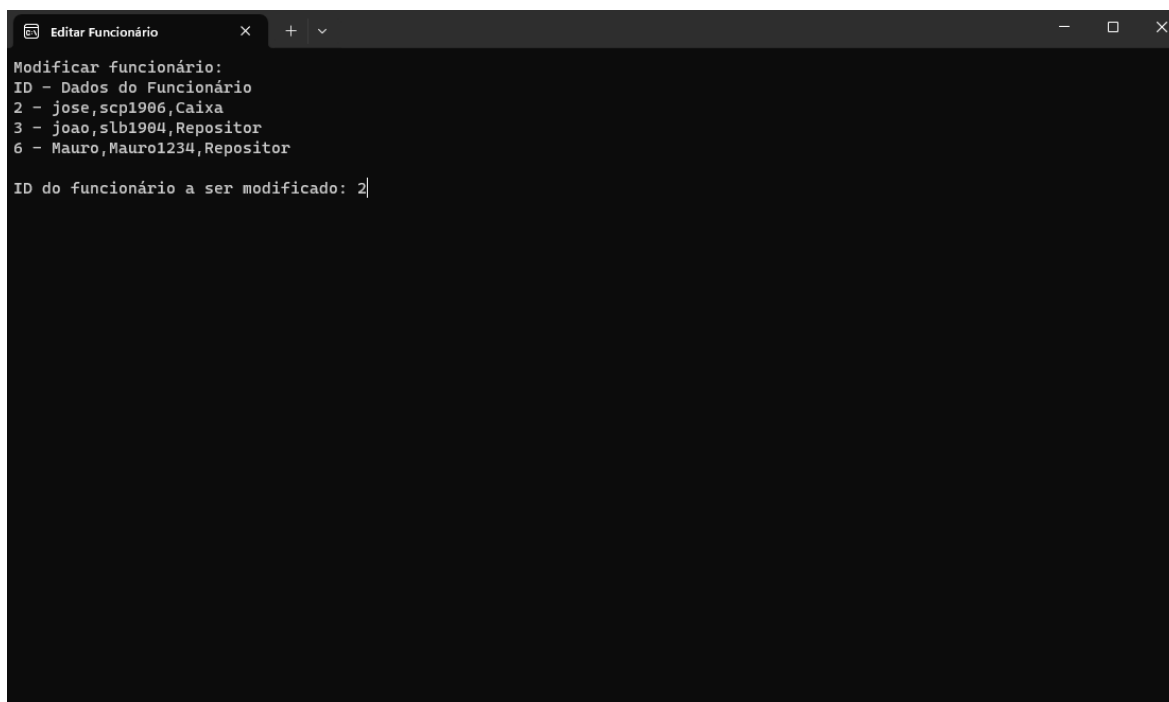 Editar Funcionário
Modificar funcionário:
ID - Dados do Funcionário
2 - jose,scp1906,Caixa
3 - joao,slb1904,Repositor
6 - Mauro,Mauro1234,Repositor
ID do funcionário a ser modificado: 2